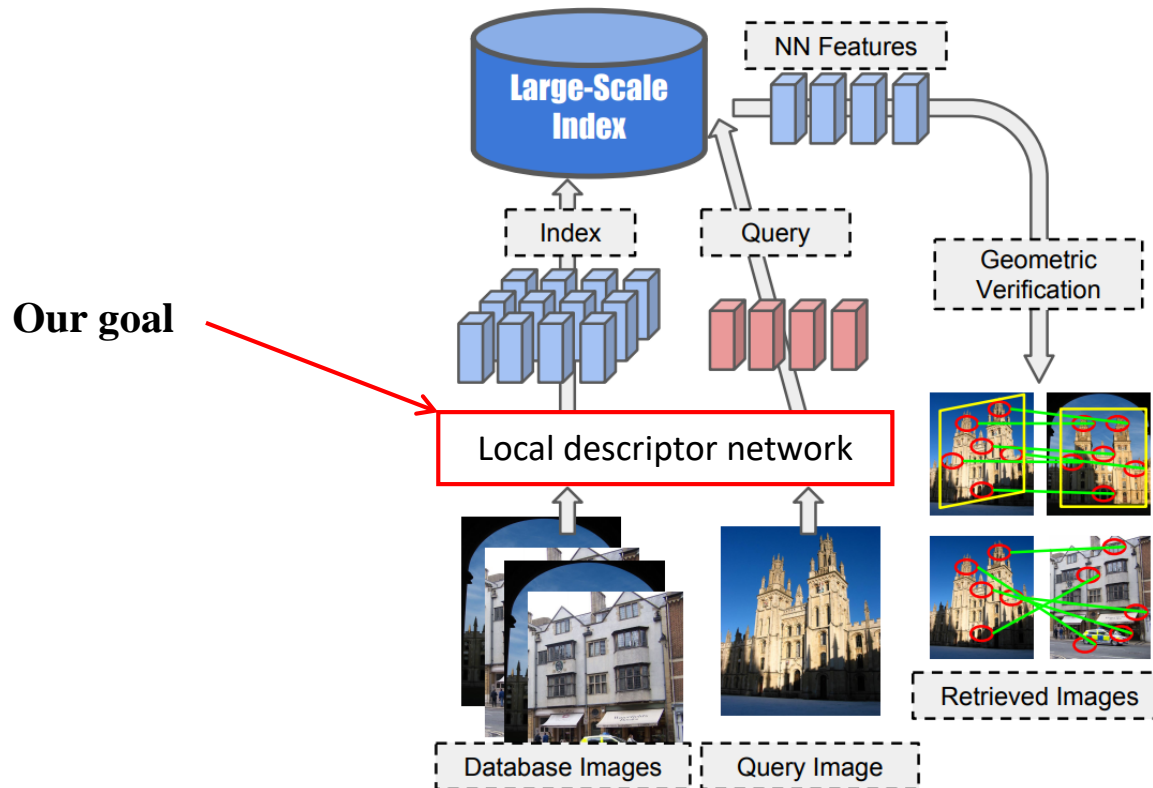 NN Features
Large-Scale
Index
Index
Query
Geometric
Verification
Our goal
Local descriptor network
Retrieved Images
Database Images
Query Image